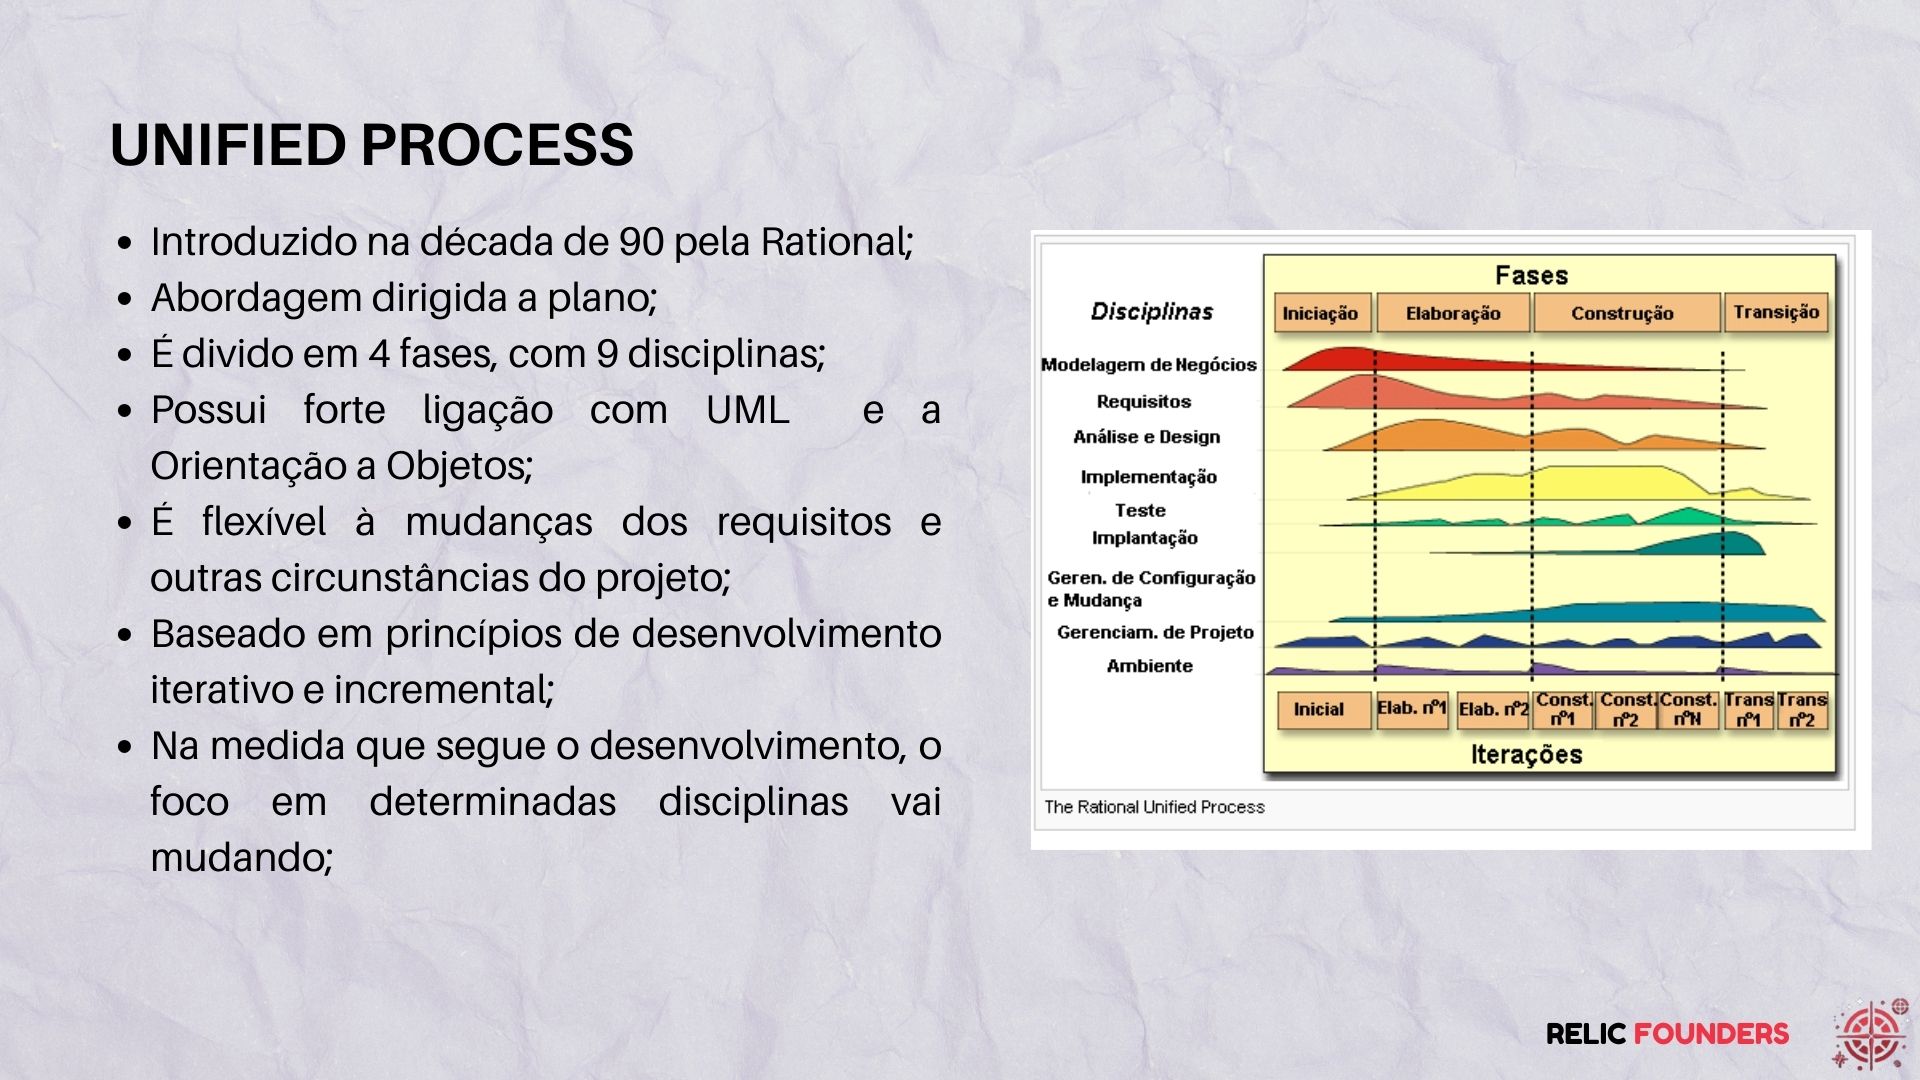 UNIFIED PROCESS
Introduzido na década de 90 pela Rational;
Abordagem dirigida a plano;
É divido em 4 fases, com 9 disciplinas;
Possui forte ligação com UML e a
Orientação a Objetos;
É flexível à mudanças dos requisitos e
outras circunstâncias do projeto;
Baseado em princípios de desenvolvimento
iterativo e incremental;
Na medida que segue o desenvolvimento, o
foco em determinadas disciplinas vai
mudando;
Fases
Disciplinas
Iniciação Elaboração Construção Transição
Modelagem de Negócios
Requisitos
Análise e Design
Implementação
Teste
Implantação
Geren. de Configuração
e Mudança
Gerenciam. de Projeto
Ambiente
Inicial
Elab. nº1
Elab. nº2
Const.
nº1
Const.
nº2
Const.
nºN
Trans
nº1
Trans
nº2
Iterações
The Rational Unified Process
RELIC FOUNDERS